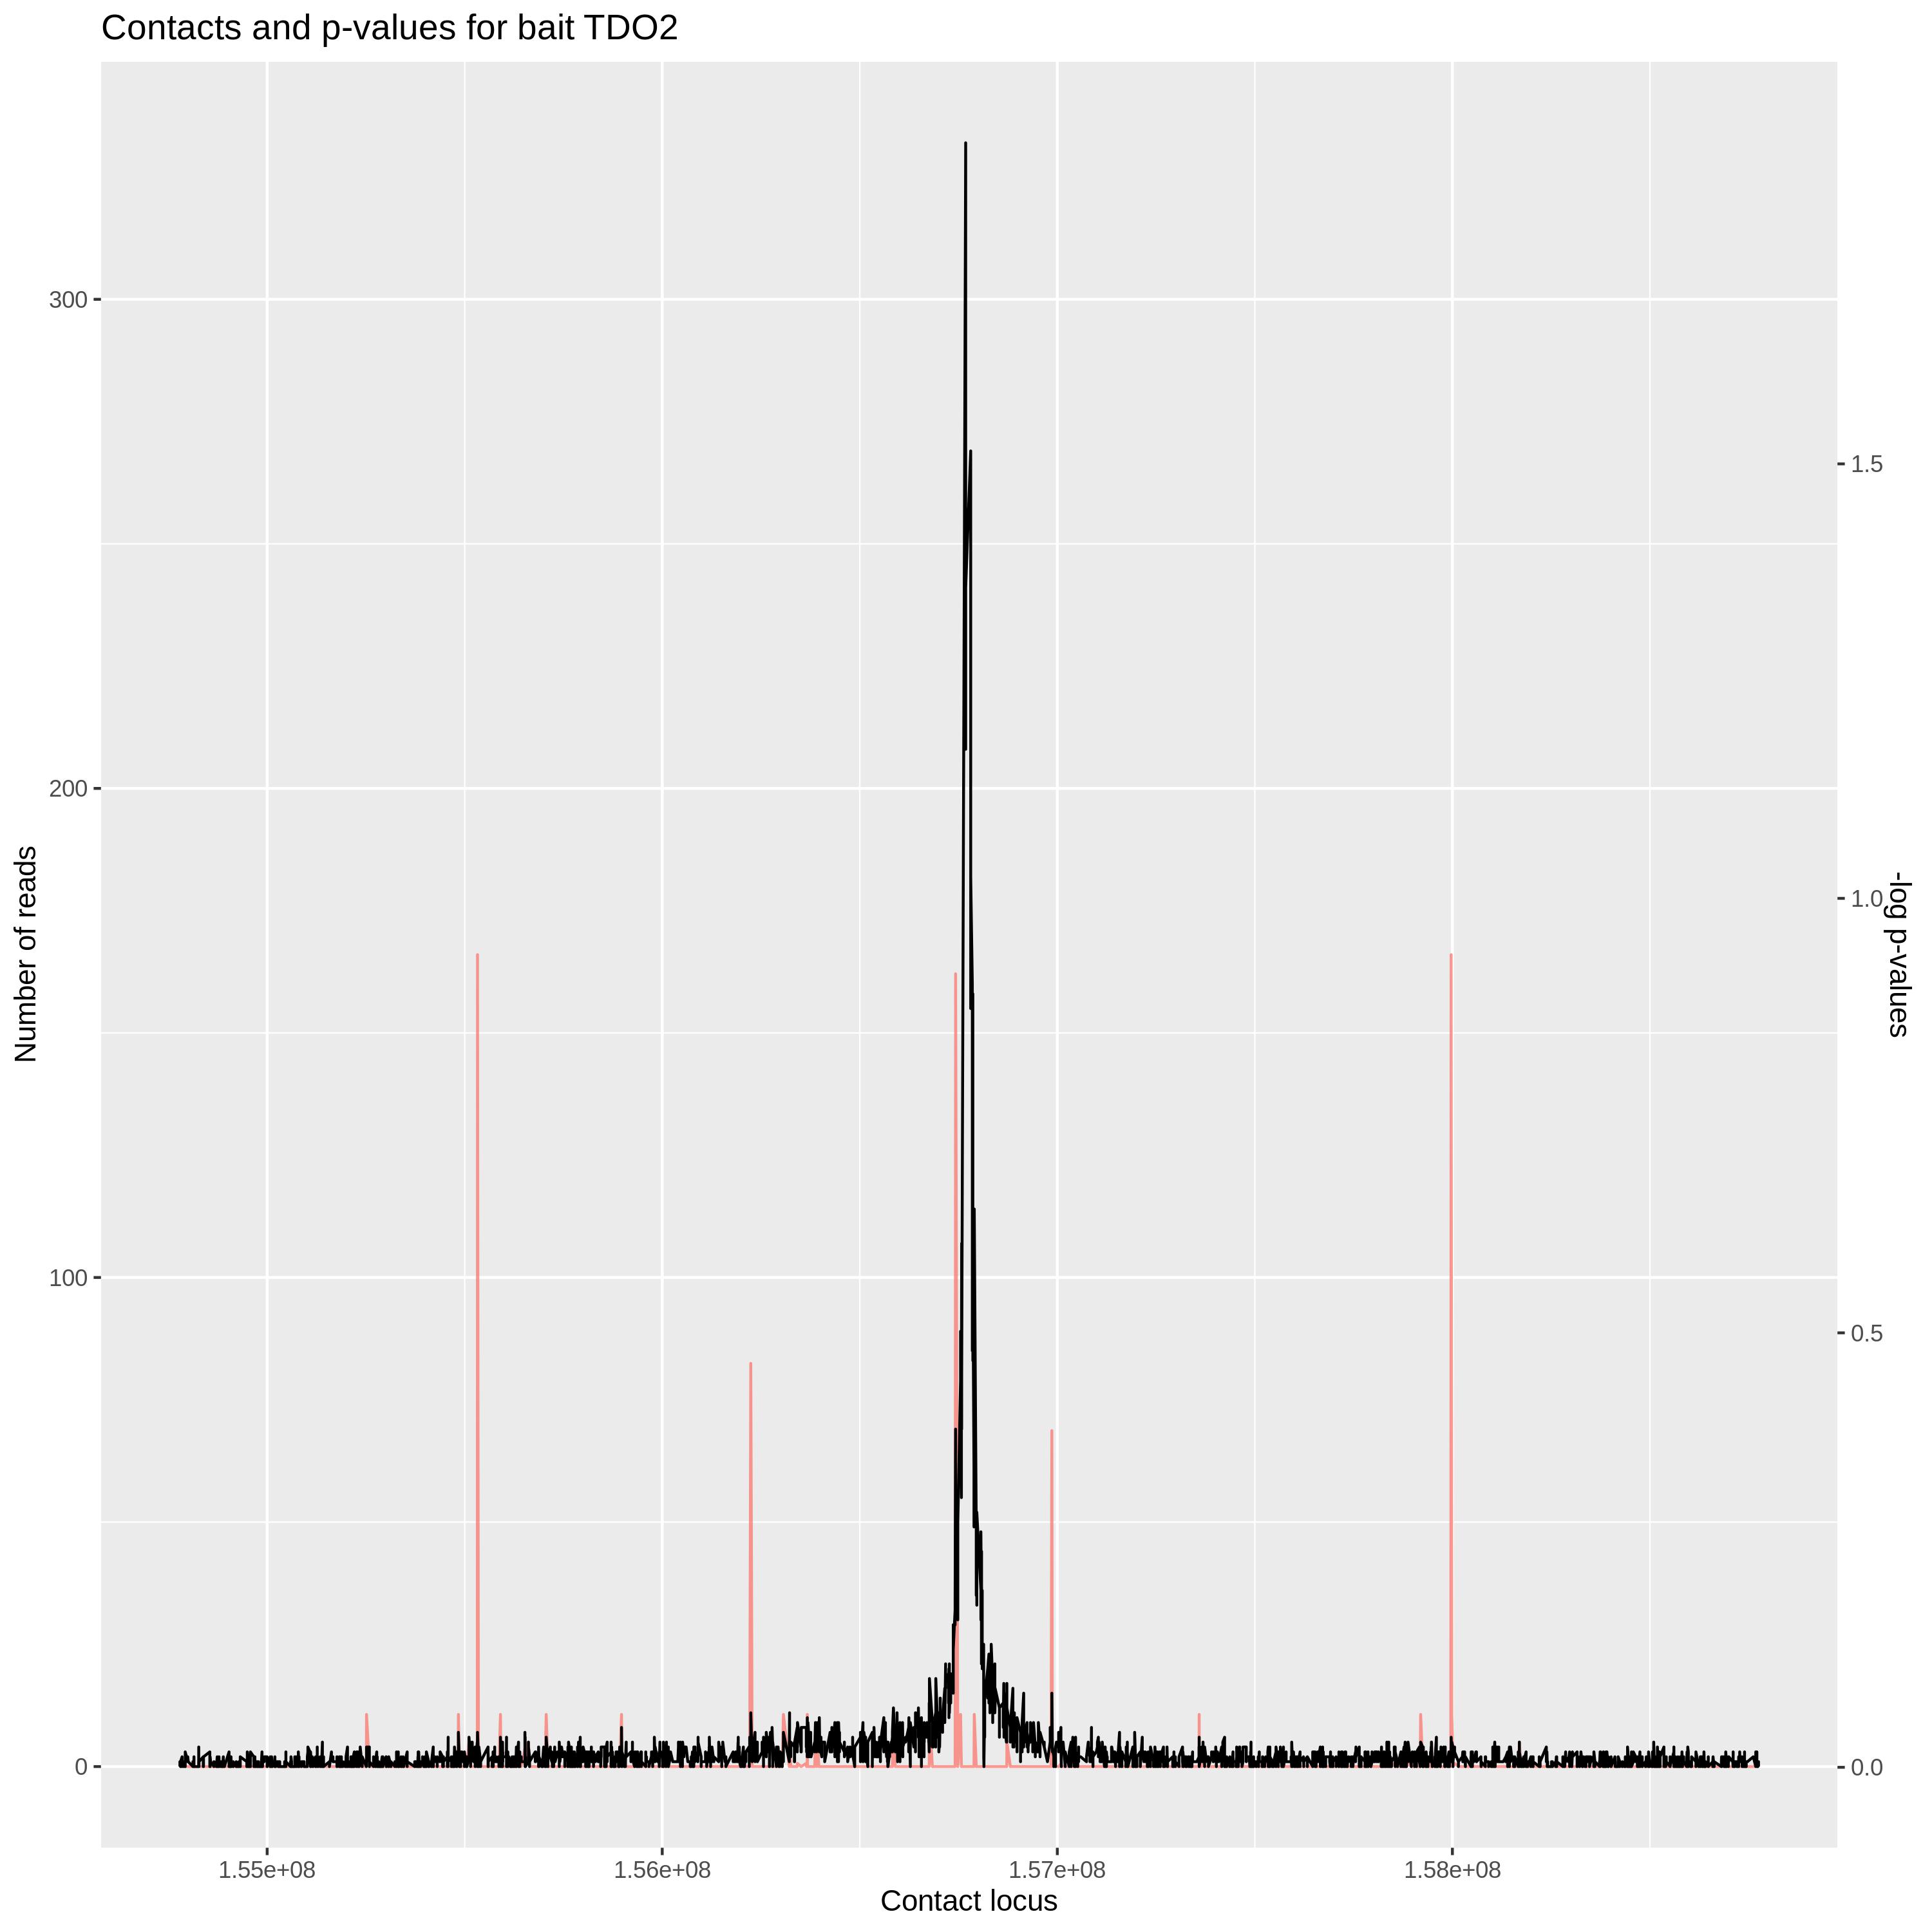 Contacts and p-values for bait TDO2
300
200
100
0
Number of reads
1.5
1.0
0.5
0.0
-log p-values
1.55e+08
1.56e+08
1.57e+08
1.58e+08
Contact locus